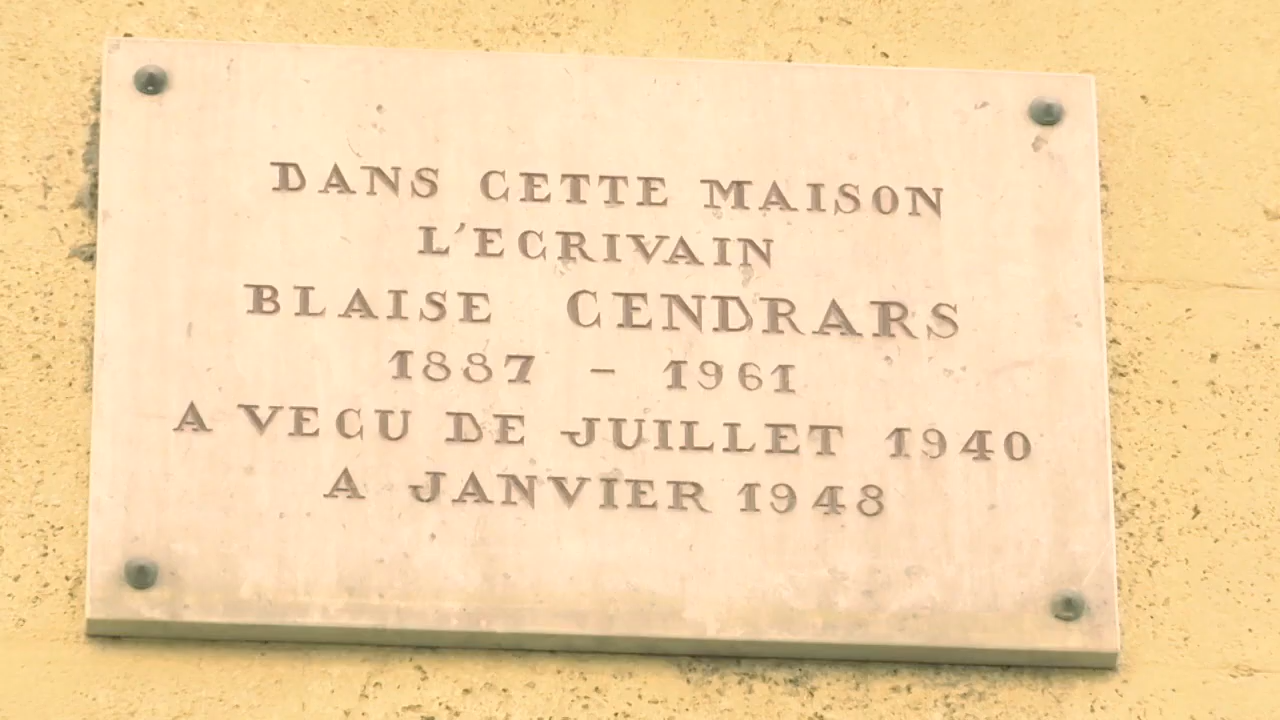 DANS CETTE MAISON
L'ECRIVAIN
BLAISE CENDRARS
1887 - 1961
A VECU DE JUILLET 1940
A JANVIER 1948